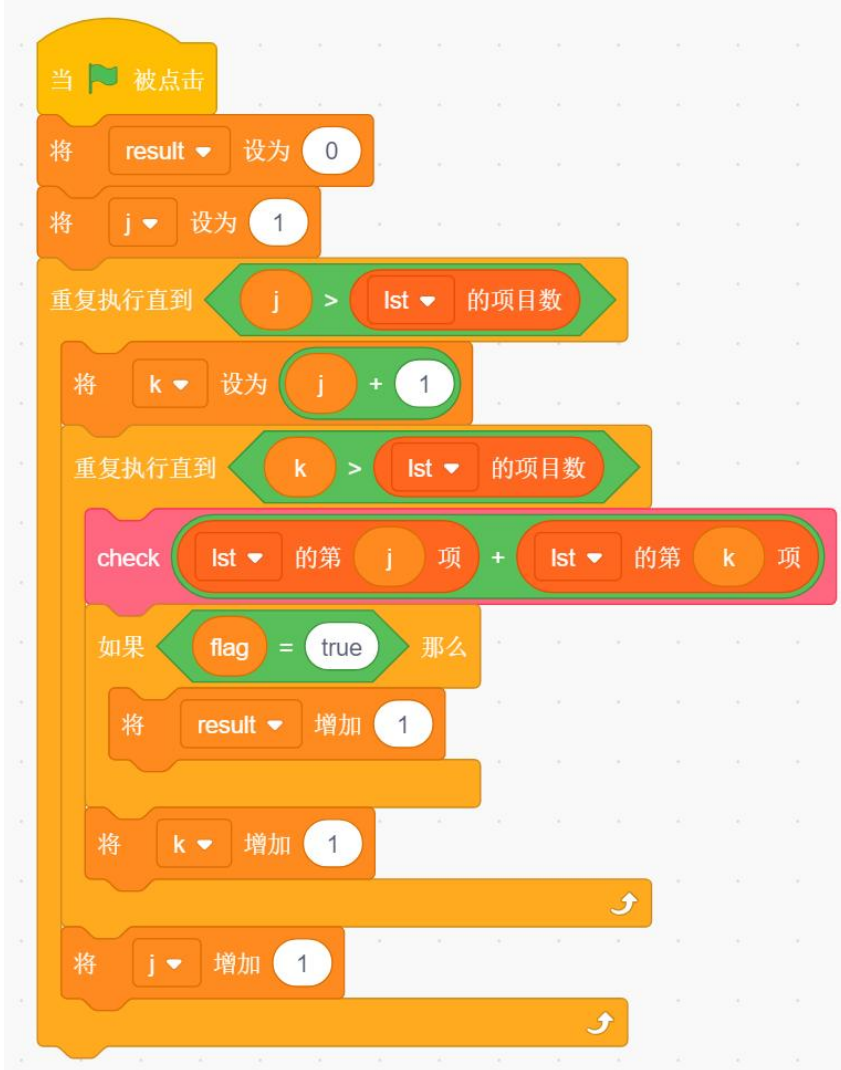 当 被点击
将 result 设为 0
将 j 设为 1
重复执行直到 j > lst 的项目数
将 k 设为 j + 1
重复执行直到 k > lst 的项目数
check lst 的第 j 项 + lst 的第 k 项
如果 flag = true 那么
将 result 增加 1
将 k 增加 1
将 j 增加 1